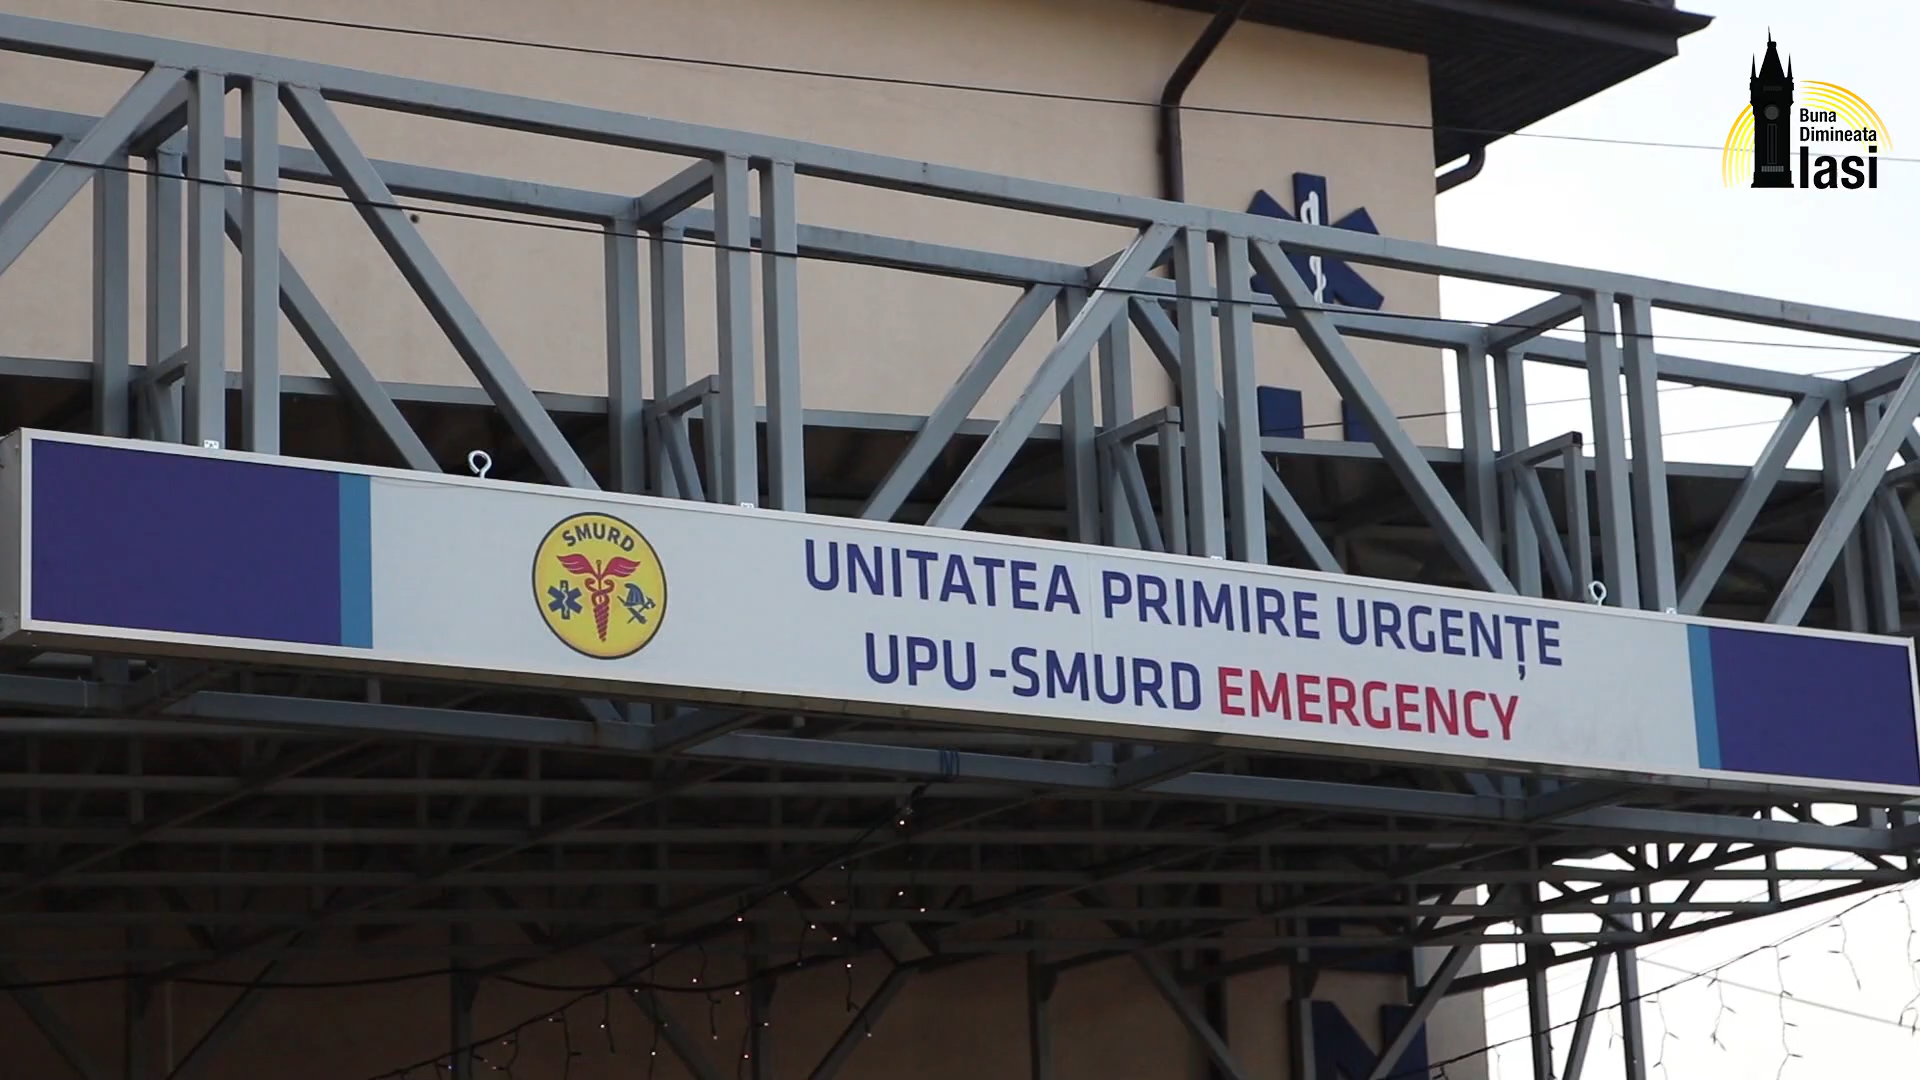 Buna
Dimineata
Iasi
SMURD
UNITATEA PRIMIRE URGENȚE
UPU-SMURD EMERGENCY